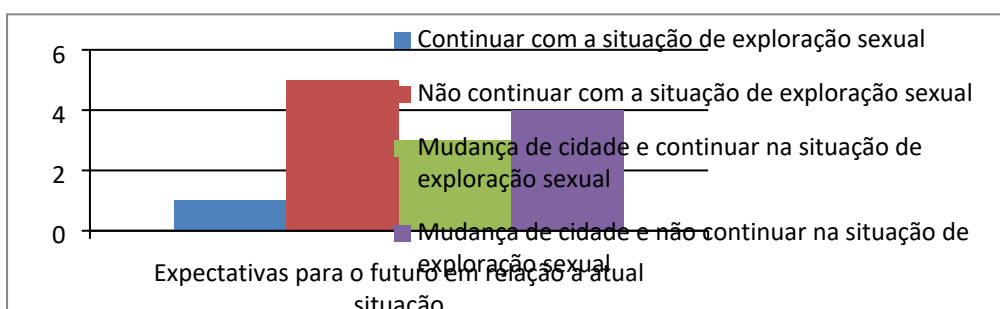 6
4
2
0
Continuar com a situação de exploração sexual
Não continuar com a situação de exploração sexual
Mudança de cidade e continuar na situação de
exploração sexual
Mudança de cidade e não continuar na situação de
exploração sexual
Expectativas para o futuro em relação à atual
situação